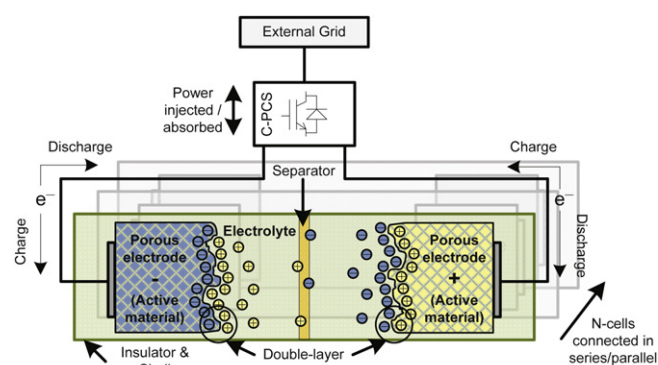 External Grid
Power
injected /
absorbed
C-PCS
Discharge
Separator
Charge
e−
e−
Charge
Discharge
Electrolyte
Porous
electrode
-
(Active
material)
Porous
electrode
+
(Active
material)
Insulator &
Double-layer
N-cells
connected in
series/parallel